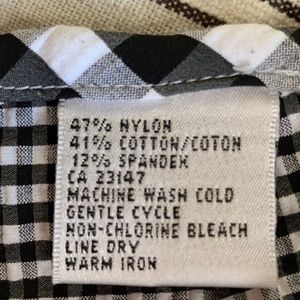 47% NYLON
41% COTTON/COTON
12% SPANDEX
CA 23147
MACHINE WASH COLD
GENTLE CYCLE
NON-CHLORINE BLEACH
LINE DRY
WARM IRON